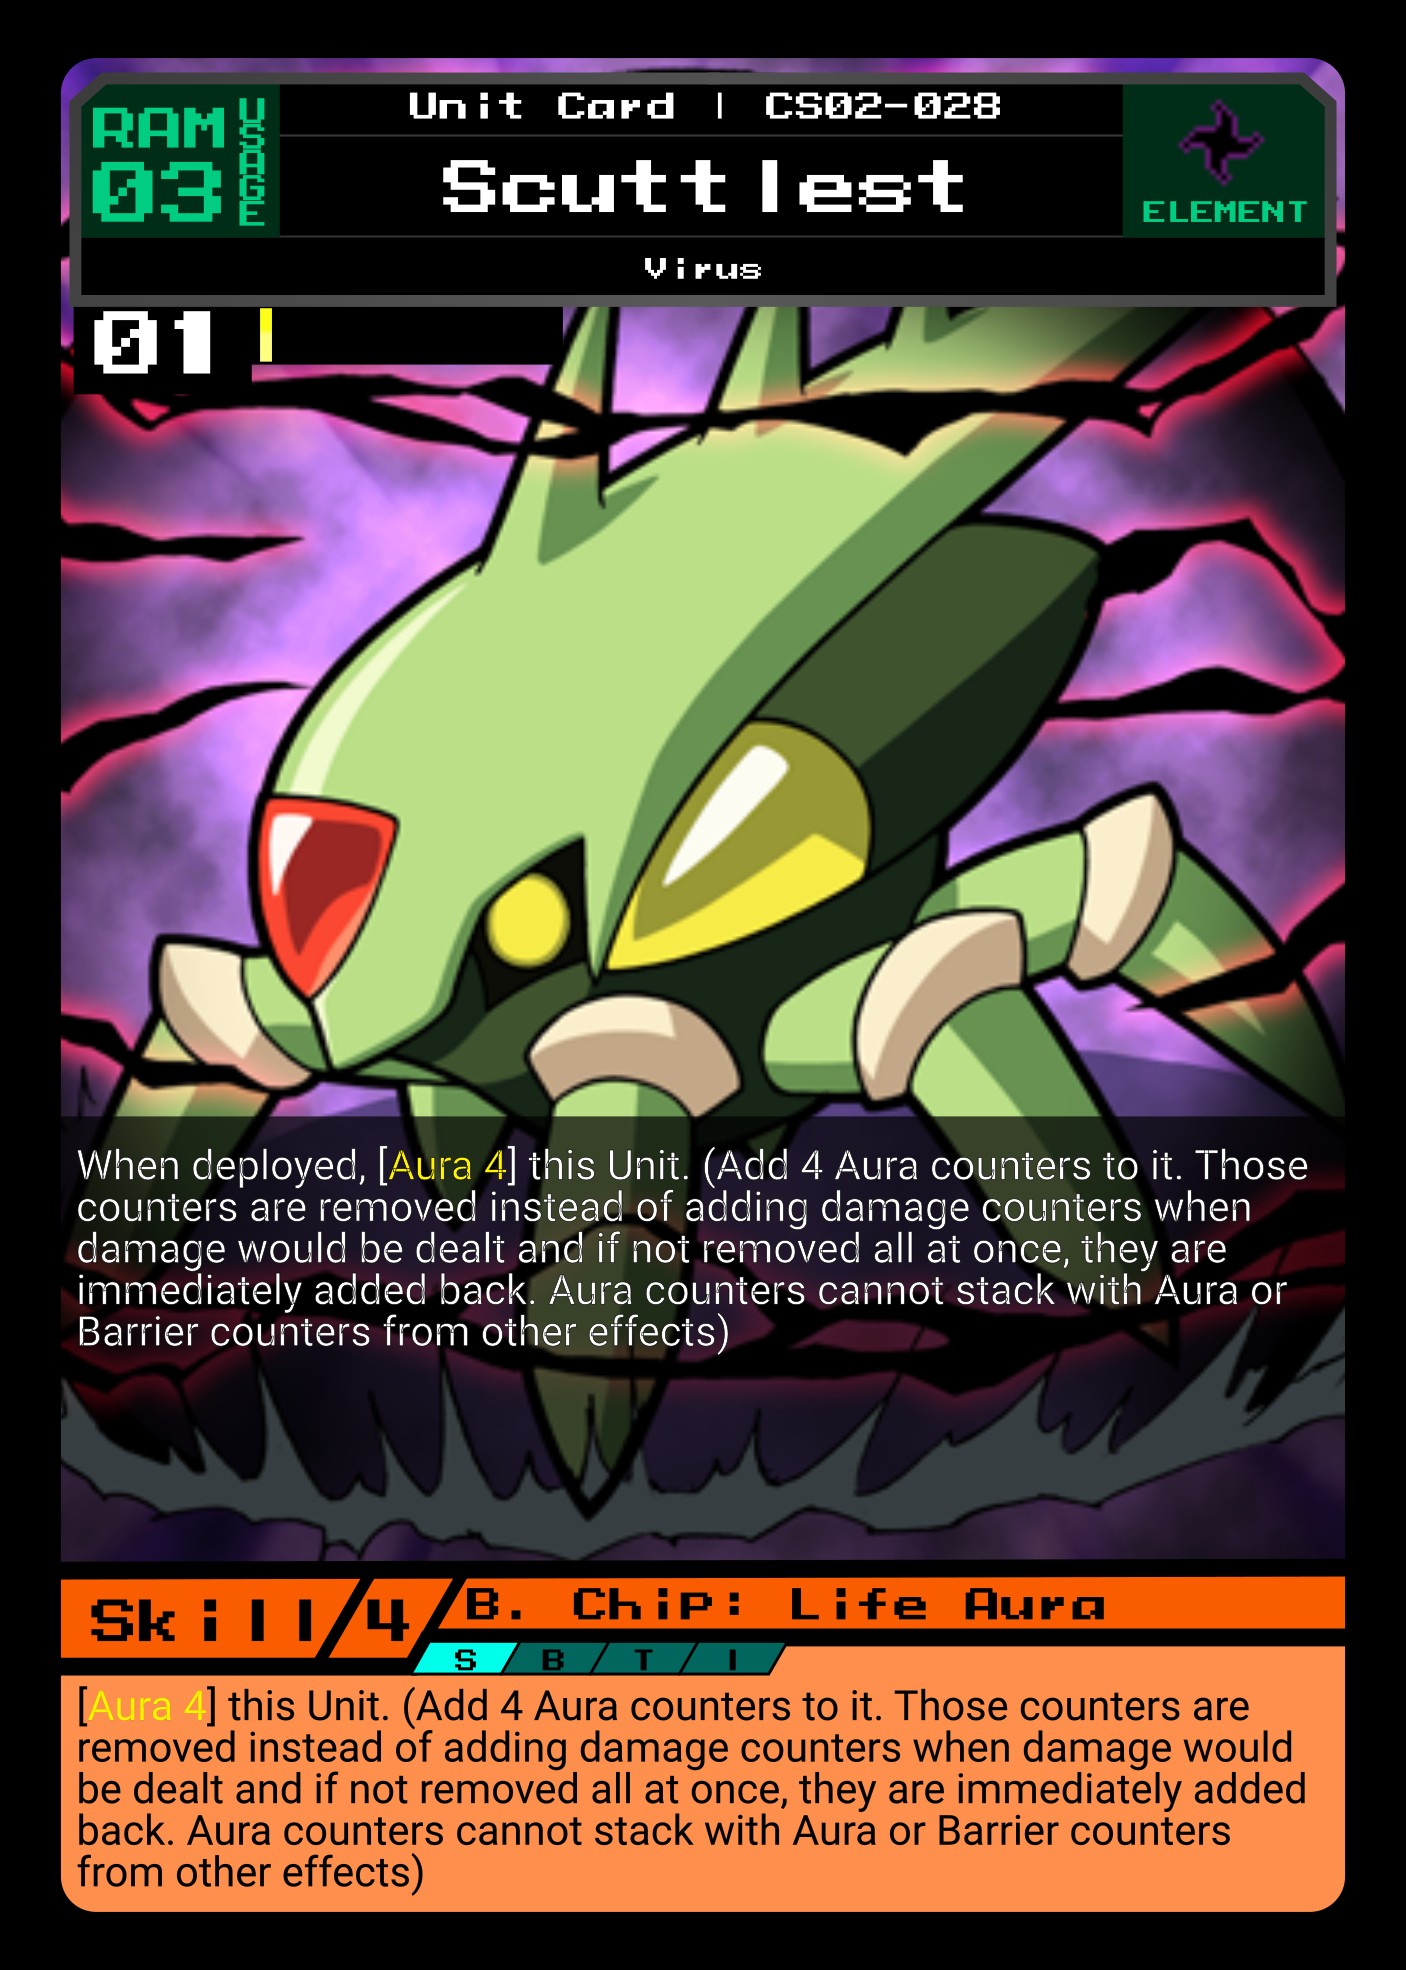 RAM
03
USAGE
Unit Card | CS02-028
Scuttlest
Virus
ELEMENT
01
When deployed, [Aura 4] this Unit. (Add 4 Aura counters to it. Those
counters are removed instead of adding damage counters when
damage would be dealt and if not removed all at once, they are
immediately added back. Aura counters cannot stack with Aura or
Barrier counters from other effects)
Skill/4/B. Chip: Life Aura
S B T I
[Aura 4] this Unit. (Add 4 Aura counters to it. Those counters are
removed instead of adding damage counters when damage would
be dealt and if not removed all at once, they are immediately added
back. Aura counters cannot stack with Aura or Barrier counters
from other effects)